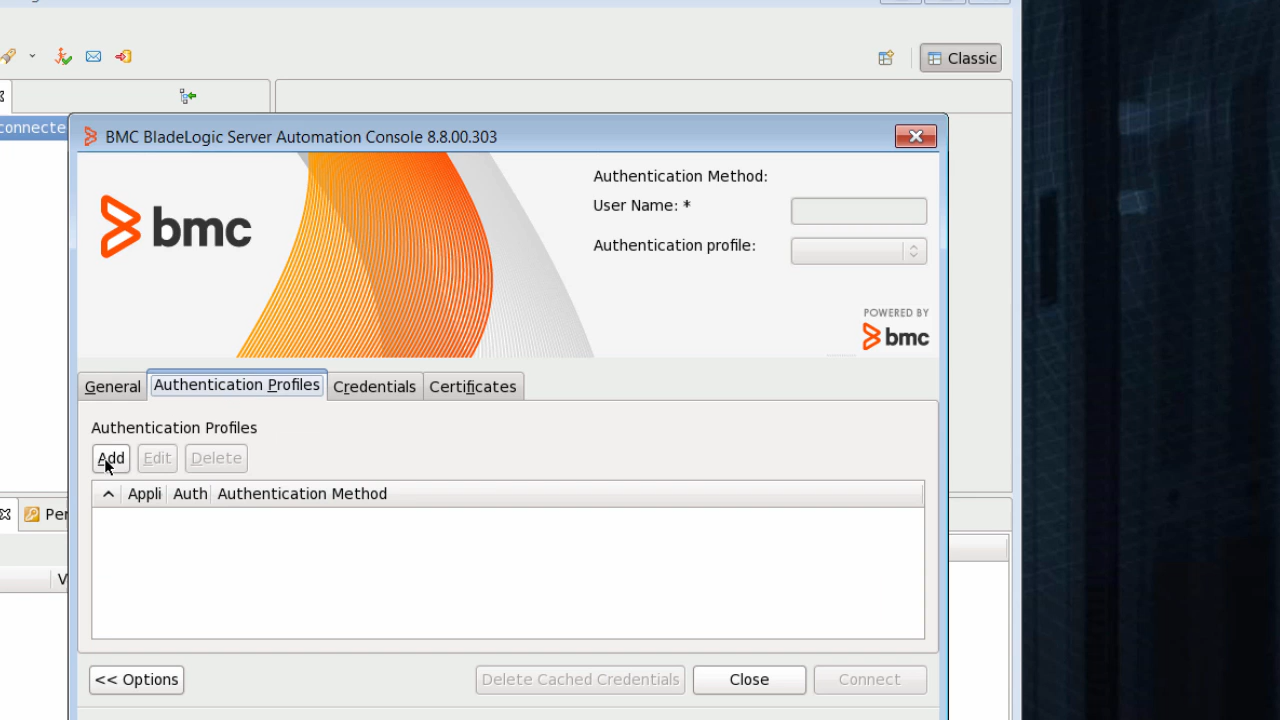 Classic
connecte
BMC BladeLogic Server Automation Console 8.8.00.303
bmc
Authentication Method:
User Name: *
Authentication profile:
POWERED BY
bmc
General Authentication Profiles Credentials Certificates
Authentication Profiles
Add Edit Delete
Appli Auth Authentication Method
Per
V
<< Options Delete Cached Credentials Close Connect